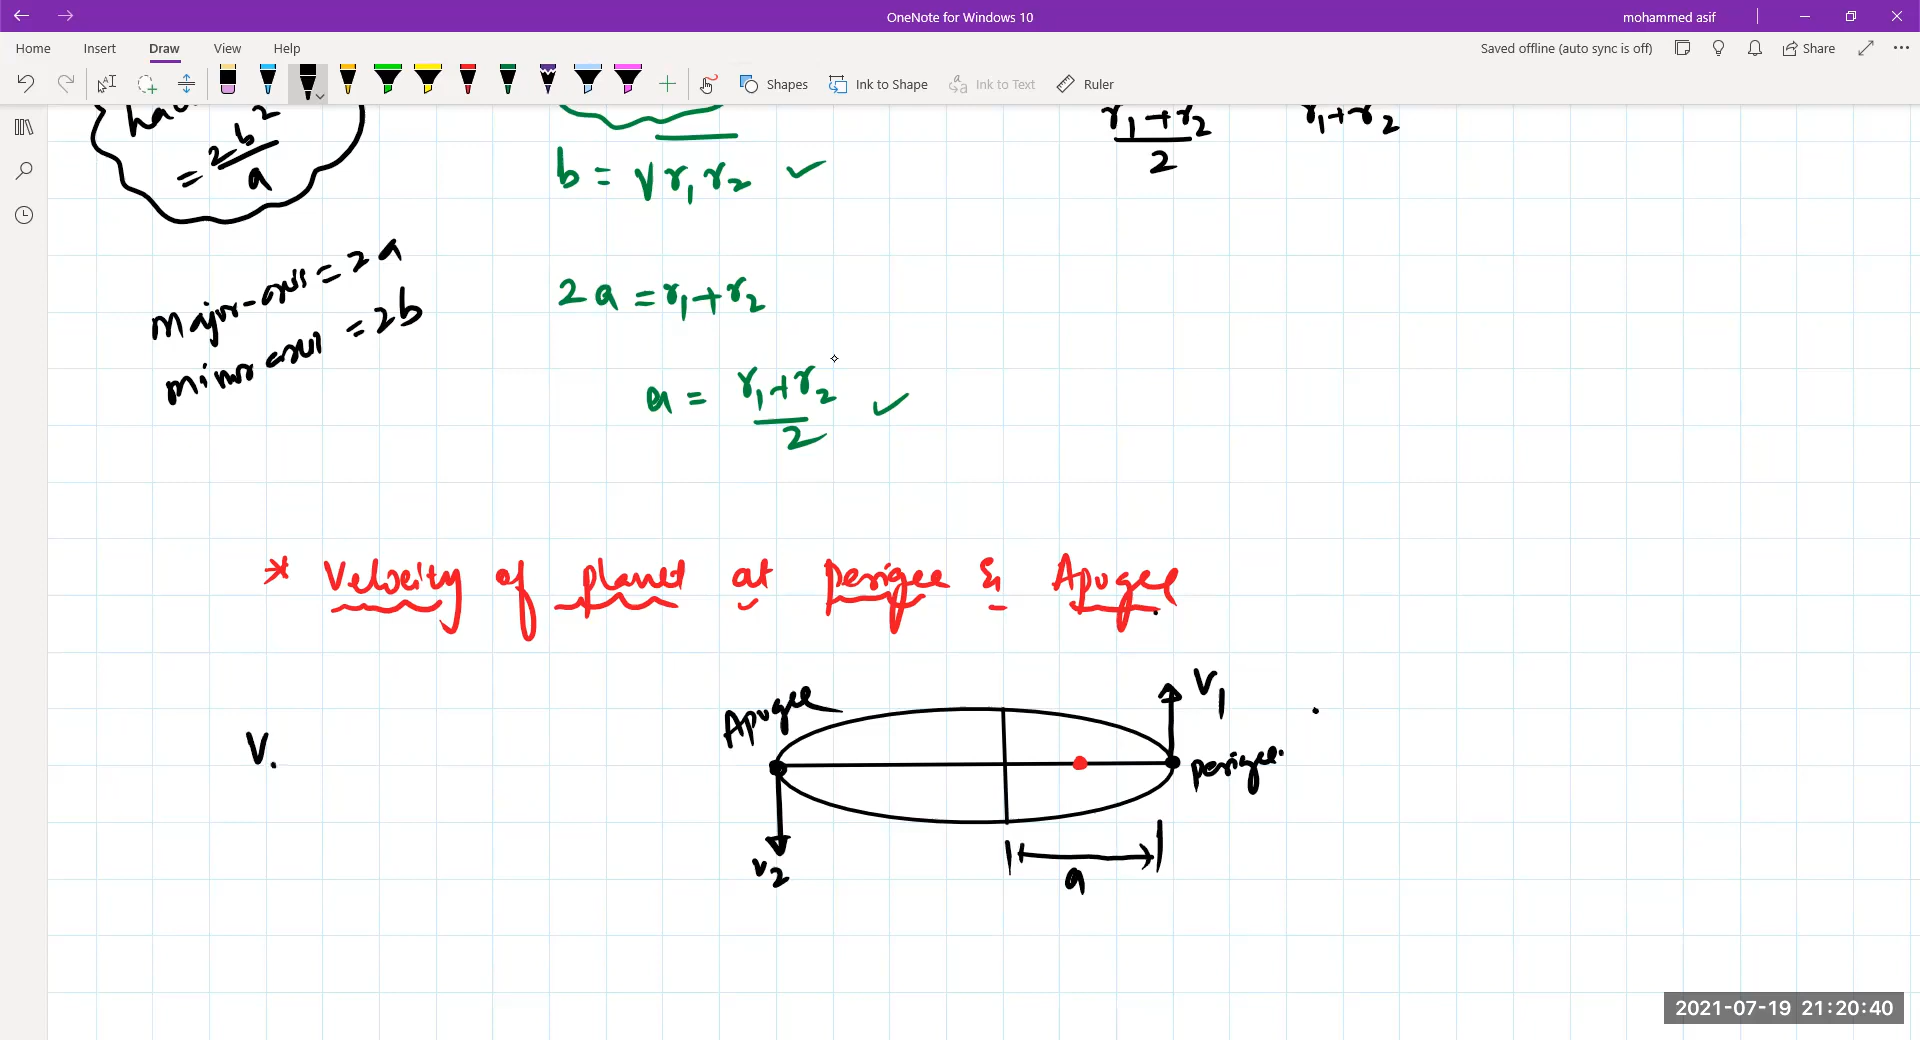 OneNote for Windows 10
mohammed asif
Home Insert Draw View Help
Saved offline (auto sync is off) Share
Shapes Ink to Shape Ink to Text Ruler
= 2b²/a
b = √r₁r₂ ✓
(r₁+r₂)/2
r₁+r₂
major-axis = 2a
minor axis = 2b
2a = r₁+r₂
a = (r₁+r₂)/2 ✓
* Velocity of planet at perigee & Apogee
Apogee
V₁
V.
perigee.
v₂
a
2021-07-19 21:20:40